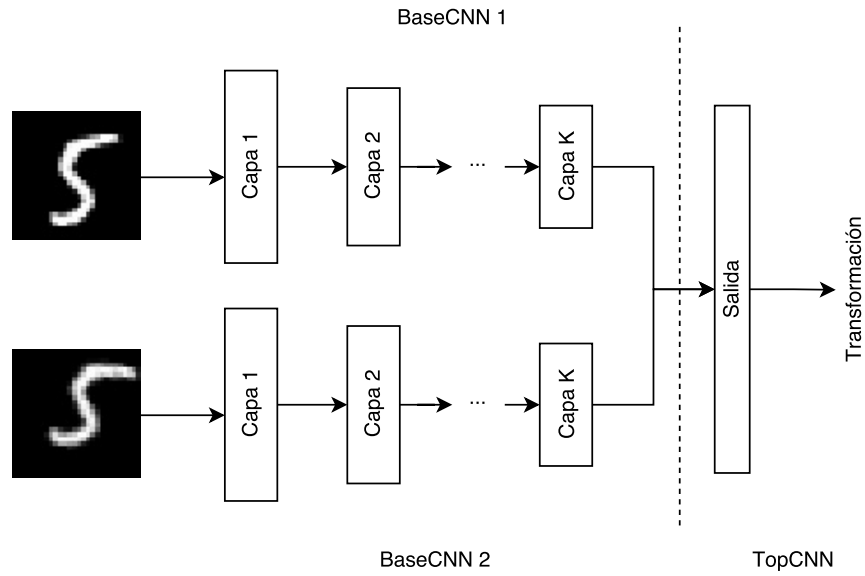 BaseCNN 1
Capa 1
Capa 2
...
Capa K
Capa 1
Capa 2
...
Capa K
Salida
Transformación
BaseCNN 2
TopCNN